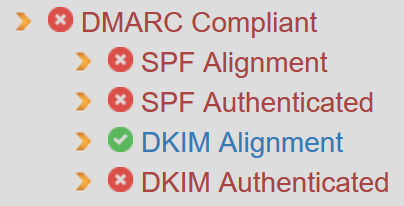 DMARC Compliant
SPF Alignment
SPF Authenticated
DKIM Alignment
DKIM Authenticated